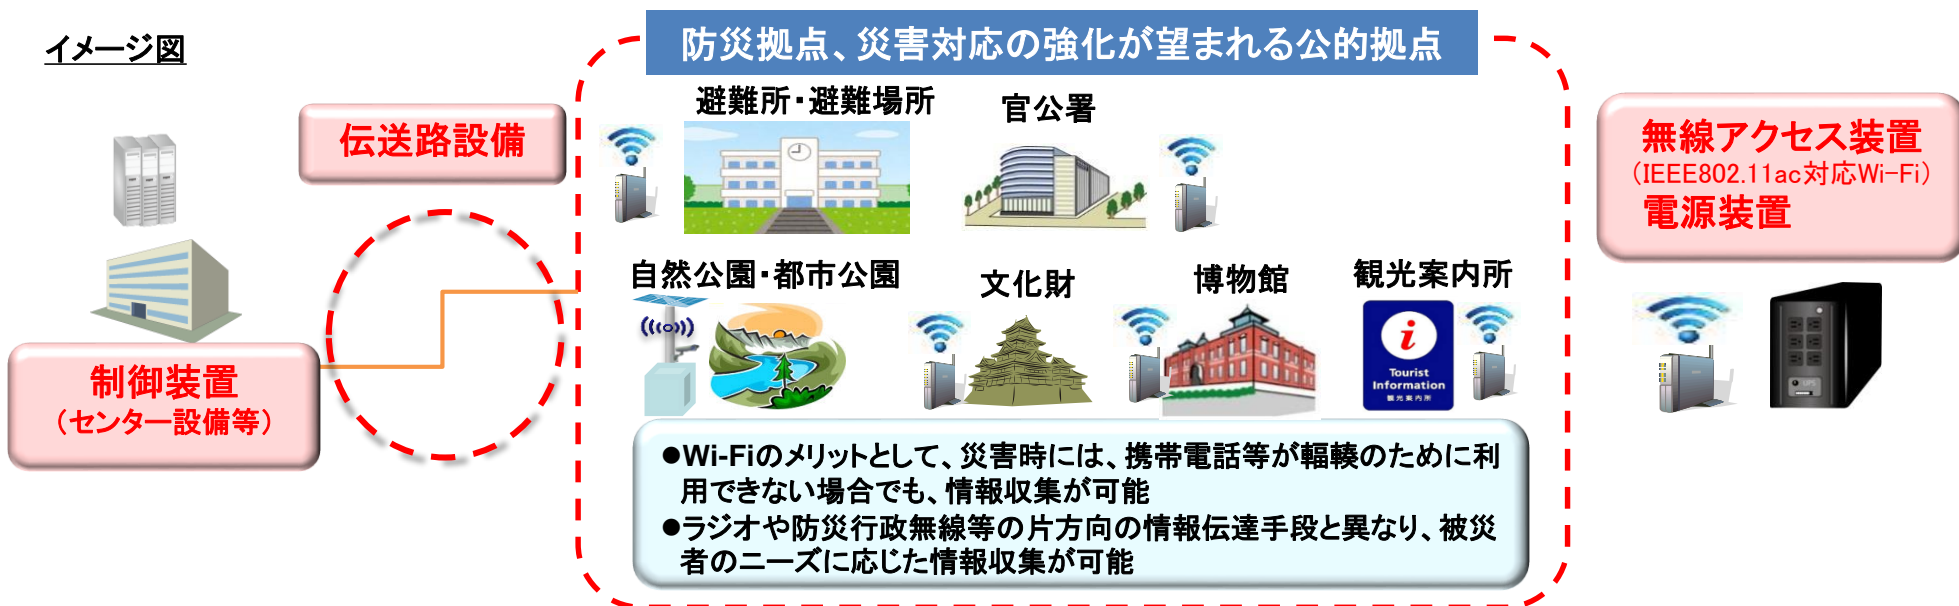 イメージ図
防災拠点、災害対応の強化が望まれる公的拠点
伝送路設備
避難所・避難場所
官公署
無線アクセス装置
（IEEE802.11ac対応Wi-Fi）
電源装置
自然公園・都市公園
文化財
博物館
観光案内所
((o))
i
Tourist
Information
観光案内所
UPS
制御装置
（センター設備等）
●Wi-Fiのメリットとして、災害時には、携帯電話等が輻輳のために利
用できない場合でも、情報収集が可能
●ラジオや防災行政無線等の片方向の情報伝達手段と異なり、被災
者のニーズに応じた情報収集が可能